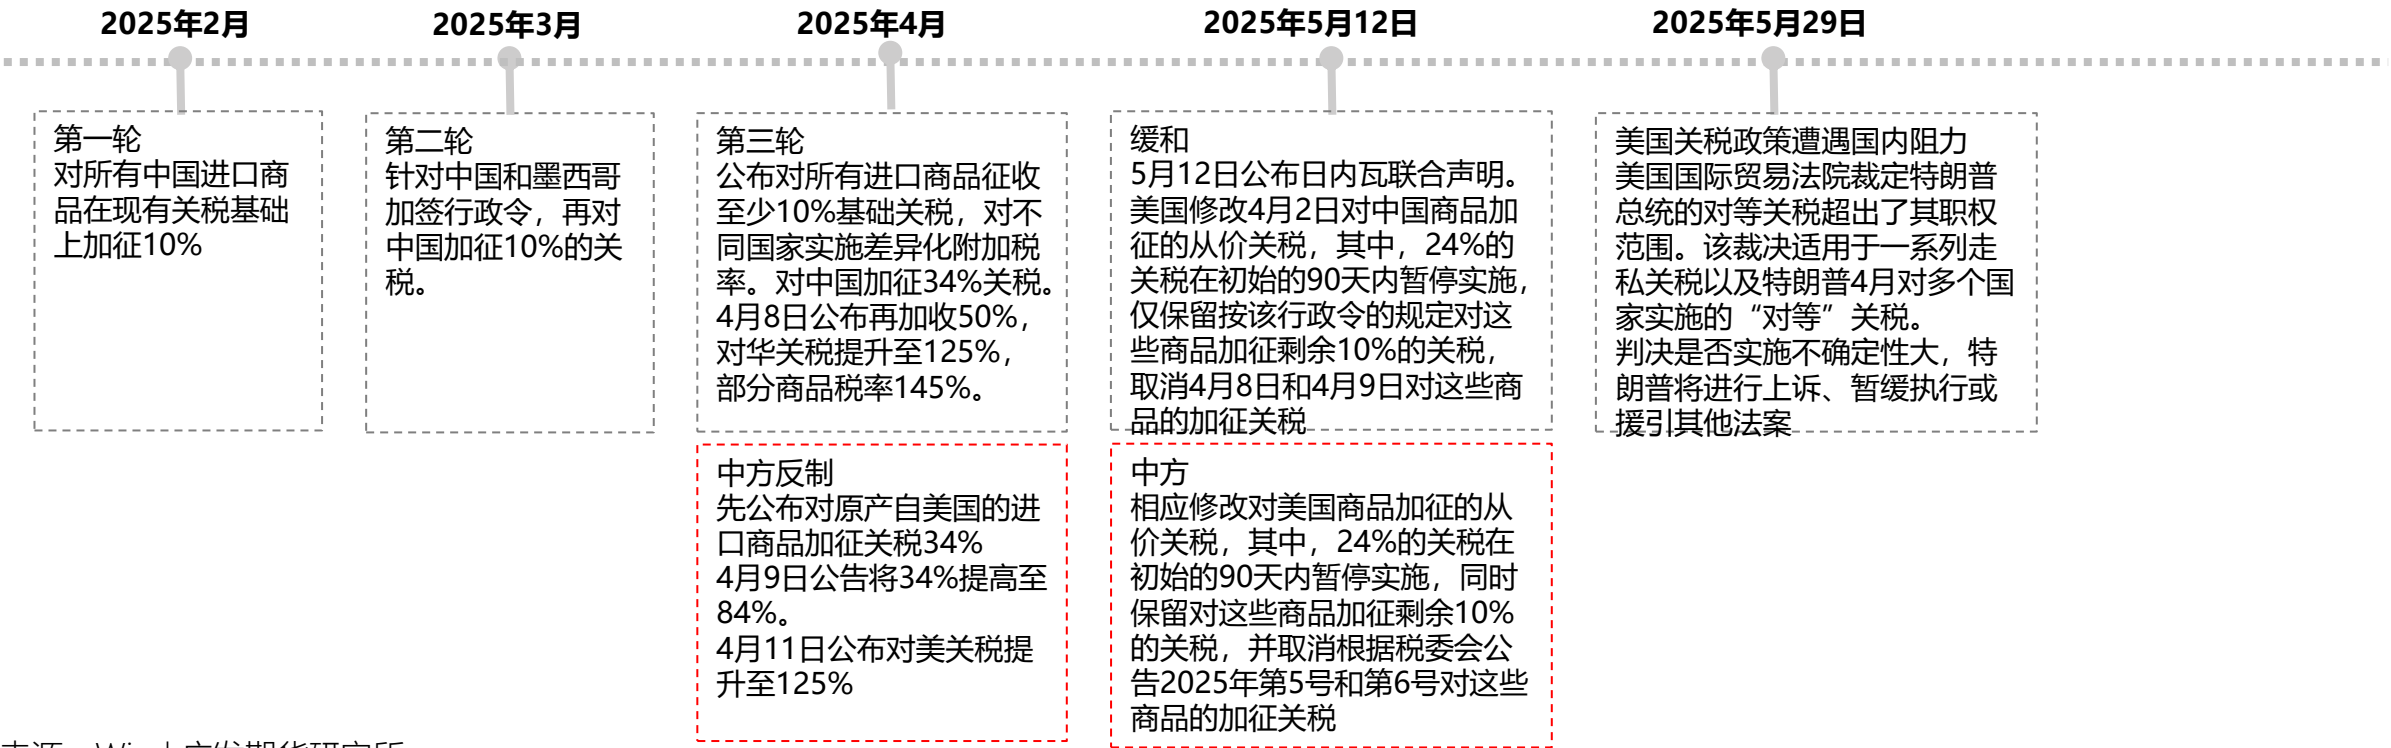 2025年2月
2025年3月
2025年4月
2025年5月12日
2025年5月29日
第一轮
对所有中国进口商
品在现有关税基础
上加征10%
第二轮
针对中国和墨西哥
加签行政令，再对
中国加征10%的关
税。
第三轮
公布对所有进口商品征收
至少10%基础关税，对不
同国家实施差异化附加税
率。对中国加征34%关税。
4月8日公布再加收50%，
对华关税提升至125%，
部分商品税率145%。
缓和
5月12日公布日内瓦联合声明。
美国修改4月2日对中国商品加
征的从价关税，其中，24%的
关税在初始的90天内暂停实施，
仅保留按该行政令的规定对这
些商品加征剩余10%的关税，
取消4月8日和4月9日对这些商
品的加征关税
美国关税政策遭遇国内阻力
美国国际贸易法院裁定特朗普
总统的对等关税超出了其职权
范围。该裁决适用于一系列走
私关税以及特朗普4月对多个国
家实施的“对等”关税。
判决是否实施不确定性大，特
朗普将进行上诉、暂缓执行或
援引其他法案
中方反制
先公布对原产自美国的进
口商品加征关税34%
4月9日公告将34%提高至
84%。
4月11日公布对美关税提
升至125%
中方
相应修改对美国商品加征的从
价关税，其中，24%的关税在
初始的90天内暂停实施，同时
保留对这些商品加征剩余10%
的关税，并取消根据税委会公
告2025年第5号和第6号对这些
商品的加征关税